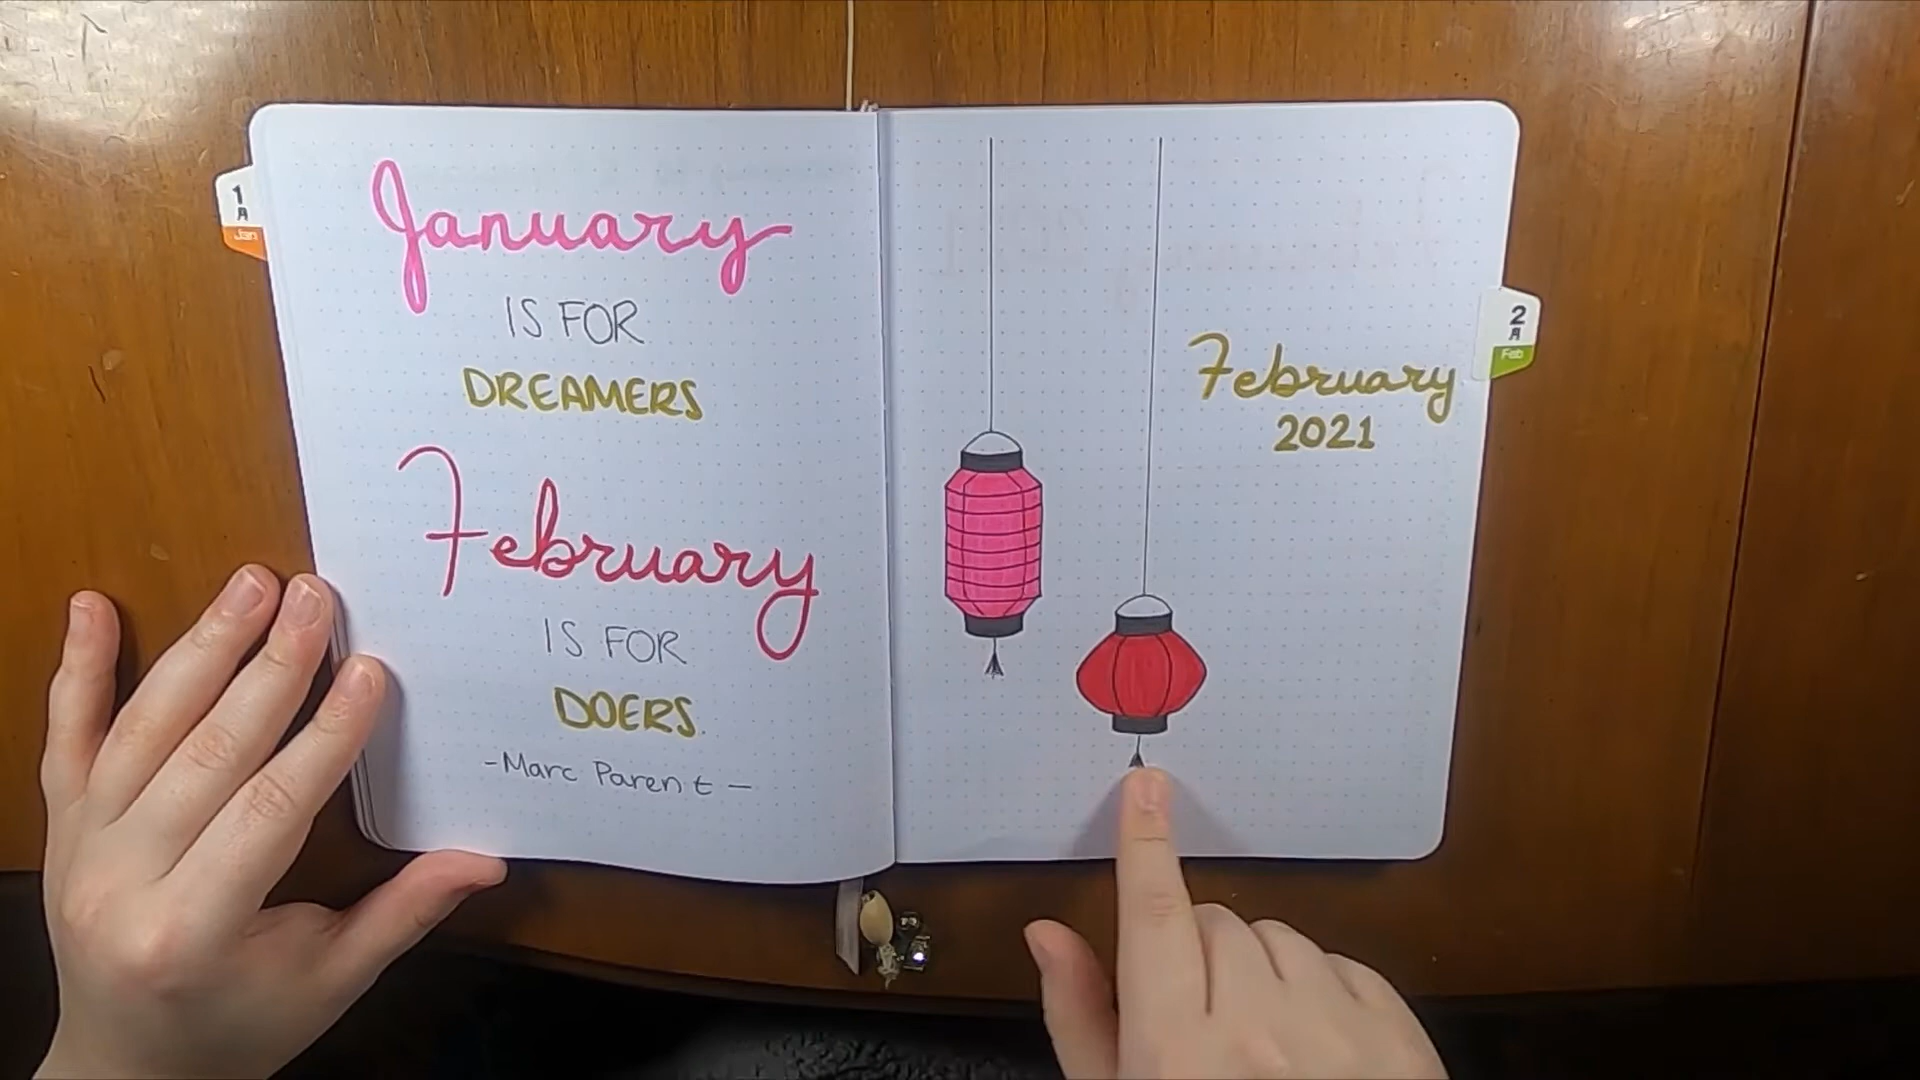 1
月
Jan
January
IS FOR
DREAMERS
February
IS FOR
DOERS.
-Marc Parent-
February
2021
2
月
Feb